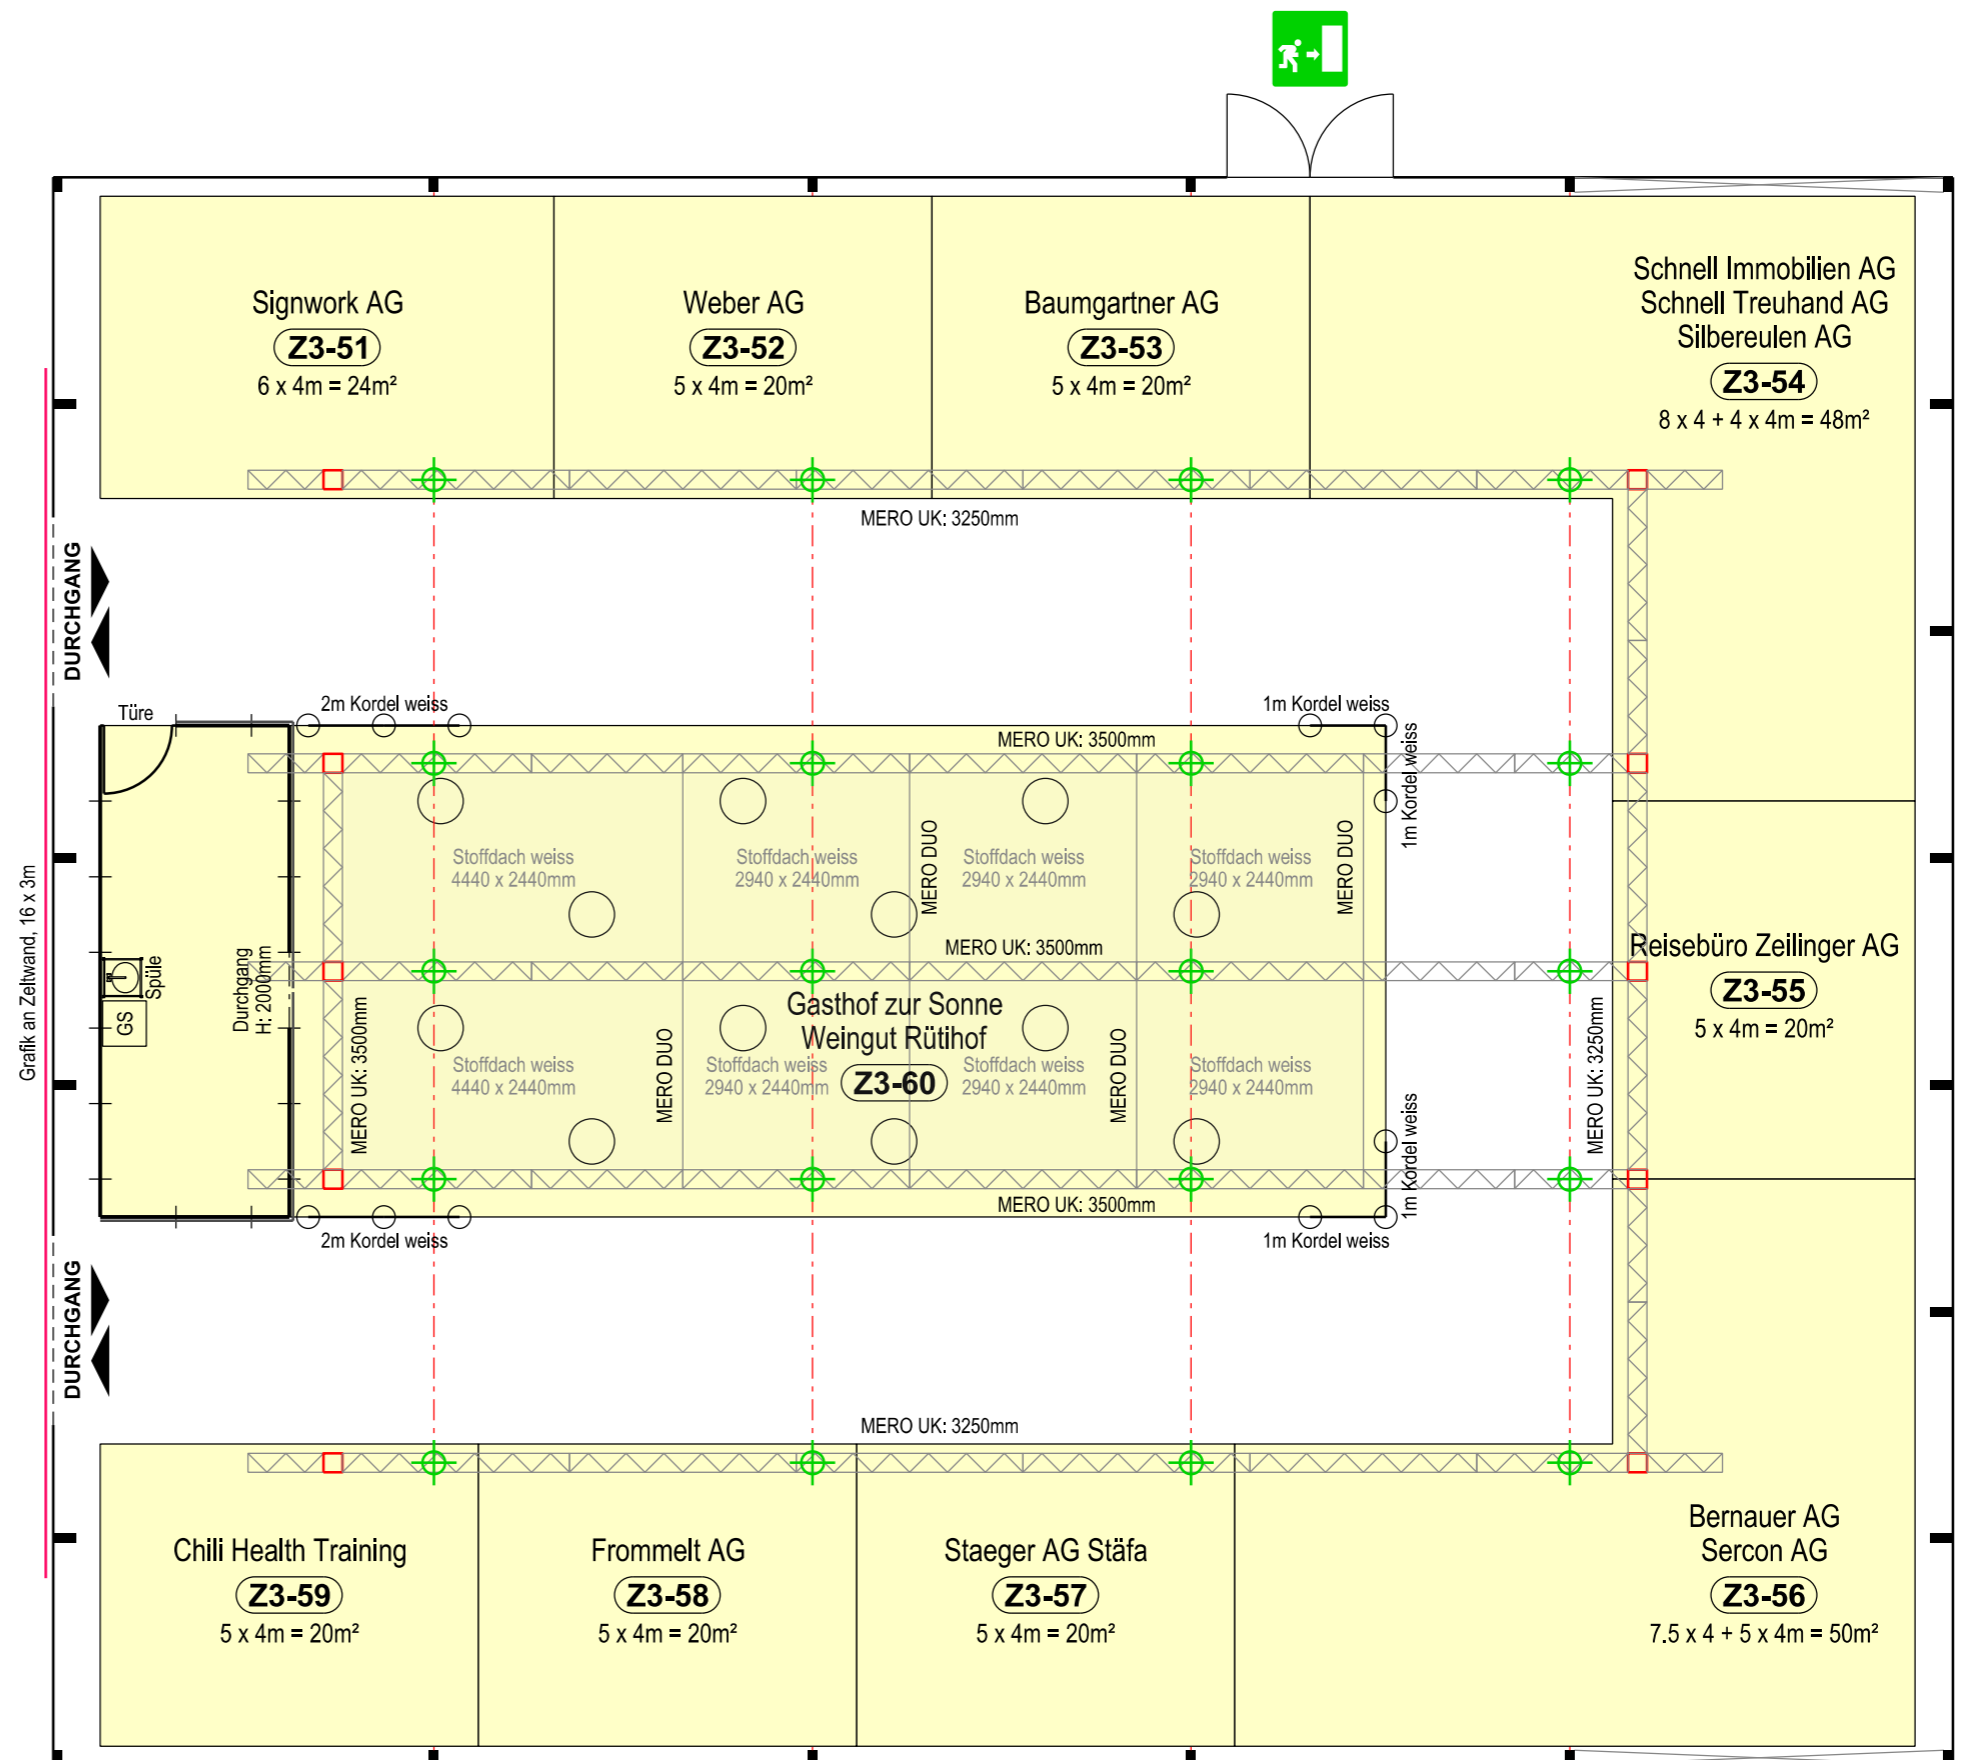 Signwork AG
Z3-51
6 x 4m = 24m²
Weber AG
Z3-52
5 x 4m = 20m²
Baumgartner AG
Z3-53
5 x 4m = 20m²
Schnell Immobilien AG
Schnell Treuhand AG
Silbereulen AG
Z3-54
8 x 4 + 4 x 4m = 48m²
MERO UK: 3250mm
DURCHGANG
Türe
2m Kordel weiss
1m Kordel weiss
1m Kordel weiss
MERO UK: 3500mm
Stoffdach weiss
4440 x 2440mm
Stoffdach weiss
2940 x 2440mm
MERO DUO
Stoffdach weiss
2940 x 2440mm
Stoffdach weiss
2940 x 2440mm
MERO DUO
Grafik an Zeltwand, 16 x 3m
Spüle
GS
Durchgang
H: 2000mm
MERO UK: 3500mm
MERO UK: 3500mm
Gasthof zur Sonne
Weingut Rütihof
Z3-60
Stoffdach weiss
4440 x 2440mm
MERO DUO
Stoffdach weiss
2940 x 2440mm
Stoffdach weiss
2940 x 2440mm
MERO DUO
Stoffdach weiss
2940 x 2440mm
Reisebüro Zeilinger AG
Z3-55
5 x 4m = 20m²
MERO UK: 3250mm
1m Kordel weiss
MERO UK: 3500mm
2m Kordel weiss
1m Kordel weiss
DURCHGANG
MERO UK: 3250mm
Chili Health Training
Z3-59
5 x 4m = 20m²
Frommelt AG
Z3-58
5 x 4m = 20m²
Staeger AG Stäfa
Z3-57
5 x 4m = 20m²
Bernauer AG
Sercon AG
Z3-56
7.5 x 4 + 5 x 4m = 50m²